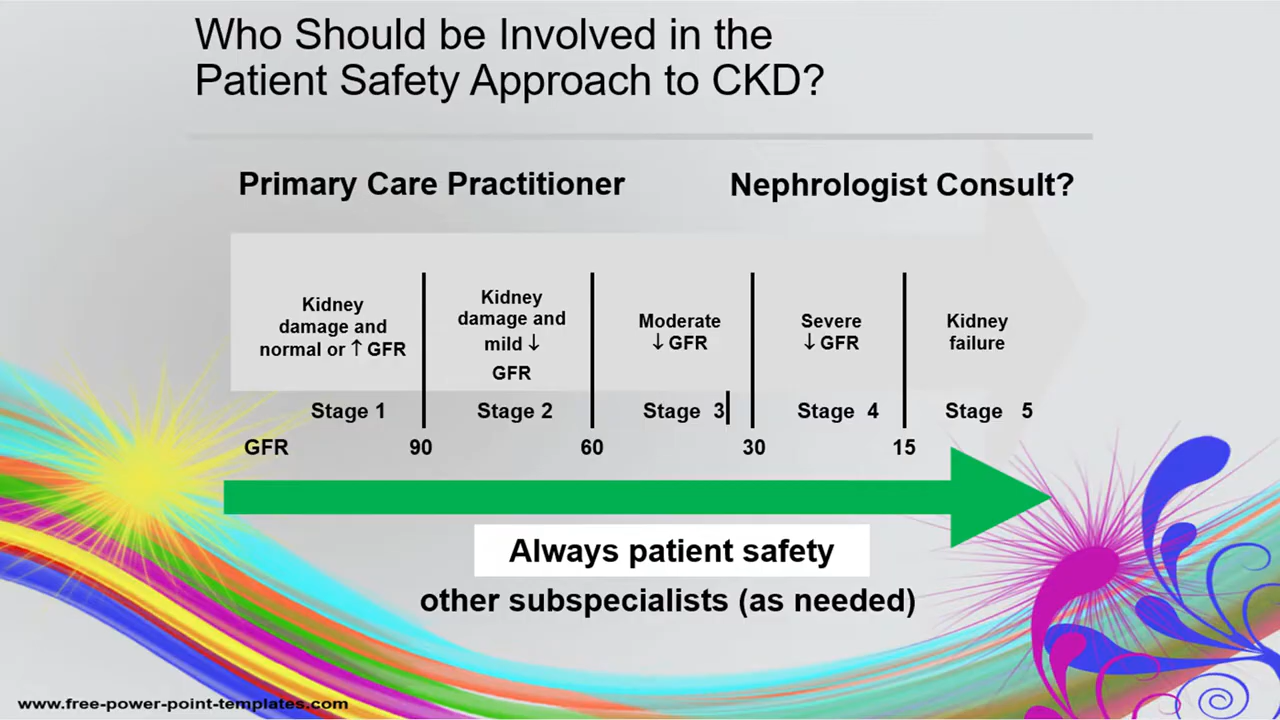 Who Should be Involved in the
Patient Safety Approach to CKD?
Primary Care Practitioner
Nephrologist Consult?
Kidney
damage and
normal or ↑ GFR
Kidney
damage and
mild ↓
GFR
Moderate
↓ GFR
Severe
↓ GFR
Kidney
failure
Stage 1
Stage 2
Stage 3
Stage 4
Stage 5
GFR
90
60
30
15
Always patient safety
other subspecialists (as needed)
www.free-power-point-templates.com